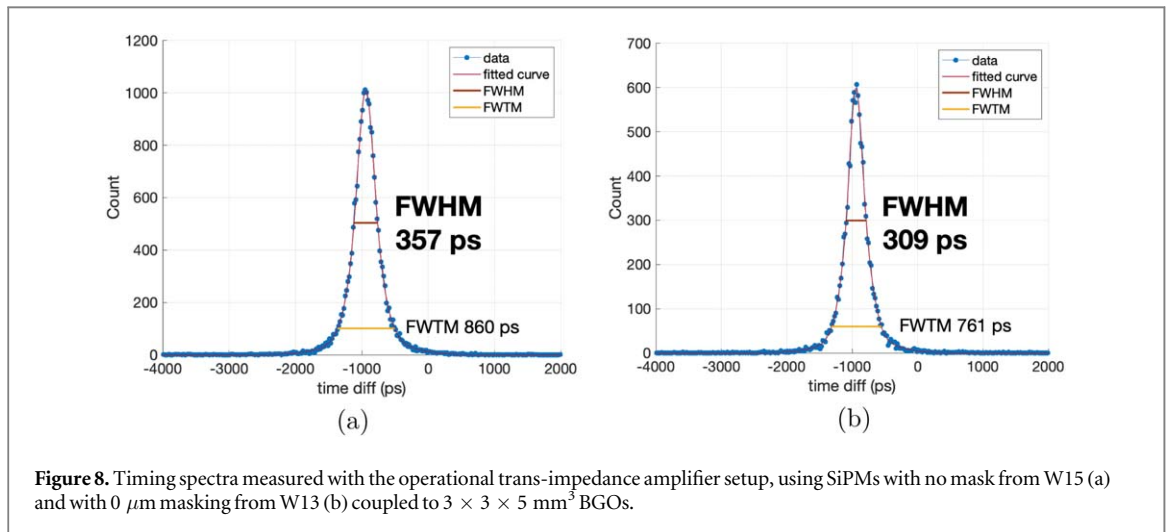 1200
1000
800
600
400
200
0
Count
data
fitted curve
FWHM
FWTM
FWHM
357 ps
FWTM 860 ps
-4000 -3000 -2000 -1000 0 1000 2000
time diff (ps)
(a)
700
600
500
400
300
200
100
0
Count
data
fitted curve
FWHM
FWTM
FWHM
309 ps
FWTM 761 ps
-4000 -3000 -2000 -1000 0 1000 2000
time diff (ps)
(b)
Figure 8. Timing spectra measured with the operational trans-impedance amplifier setup, using SiPMs with no mask from W15 (a)
and with 0 μm masking from W13 (b) coupled to 3 × 3 × 5 mm³ BGOs.